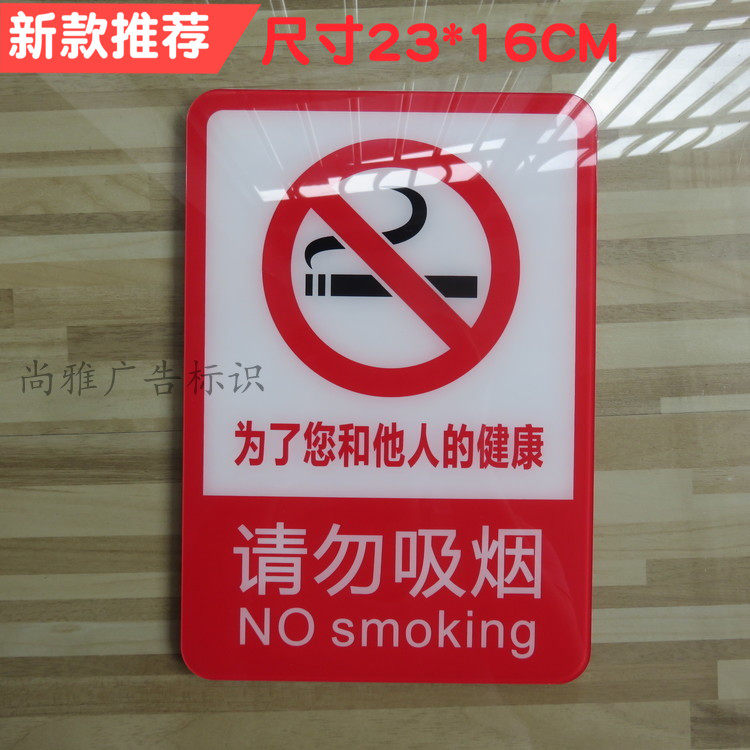 新款推荐
尺寸23*16CM
尚雅广告标识
为了您和他人的健康
请勿吸烟
NO smoking